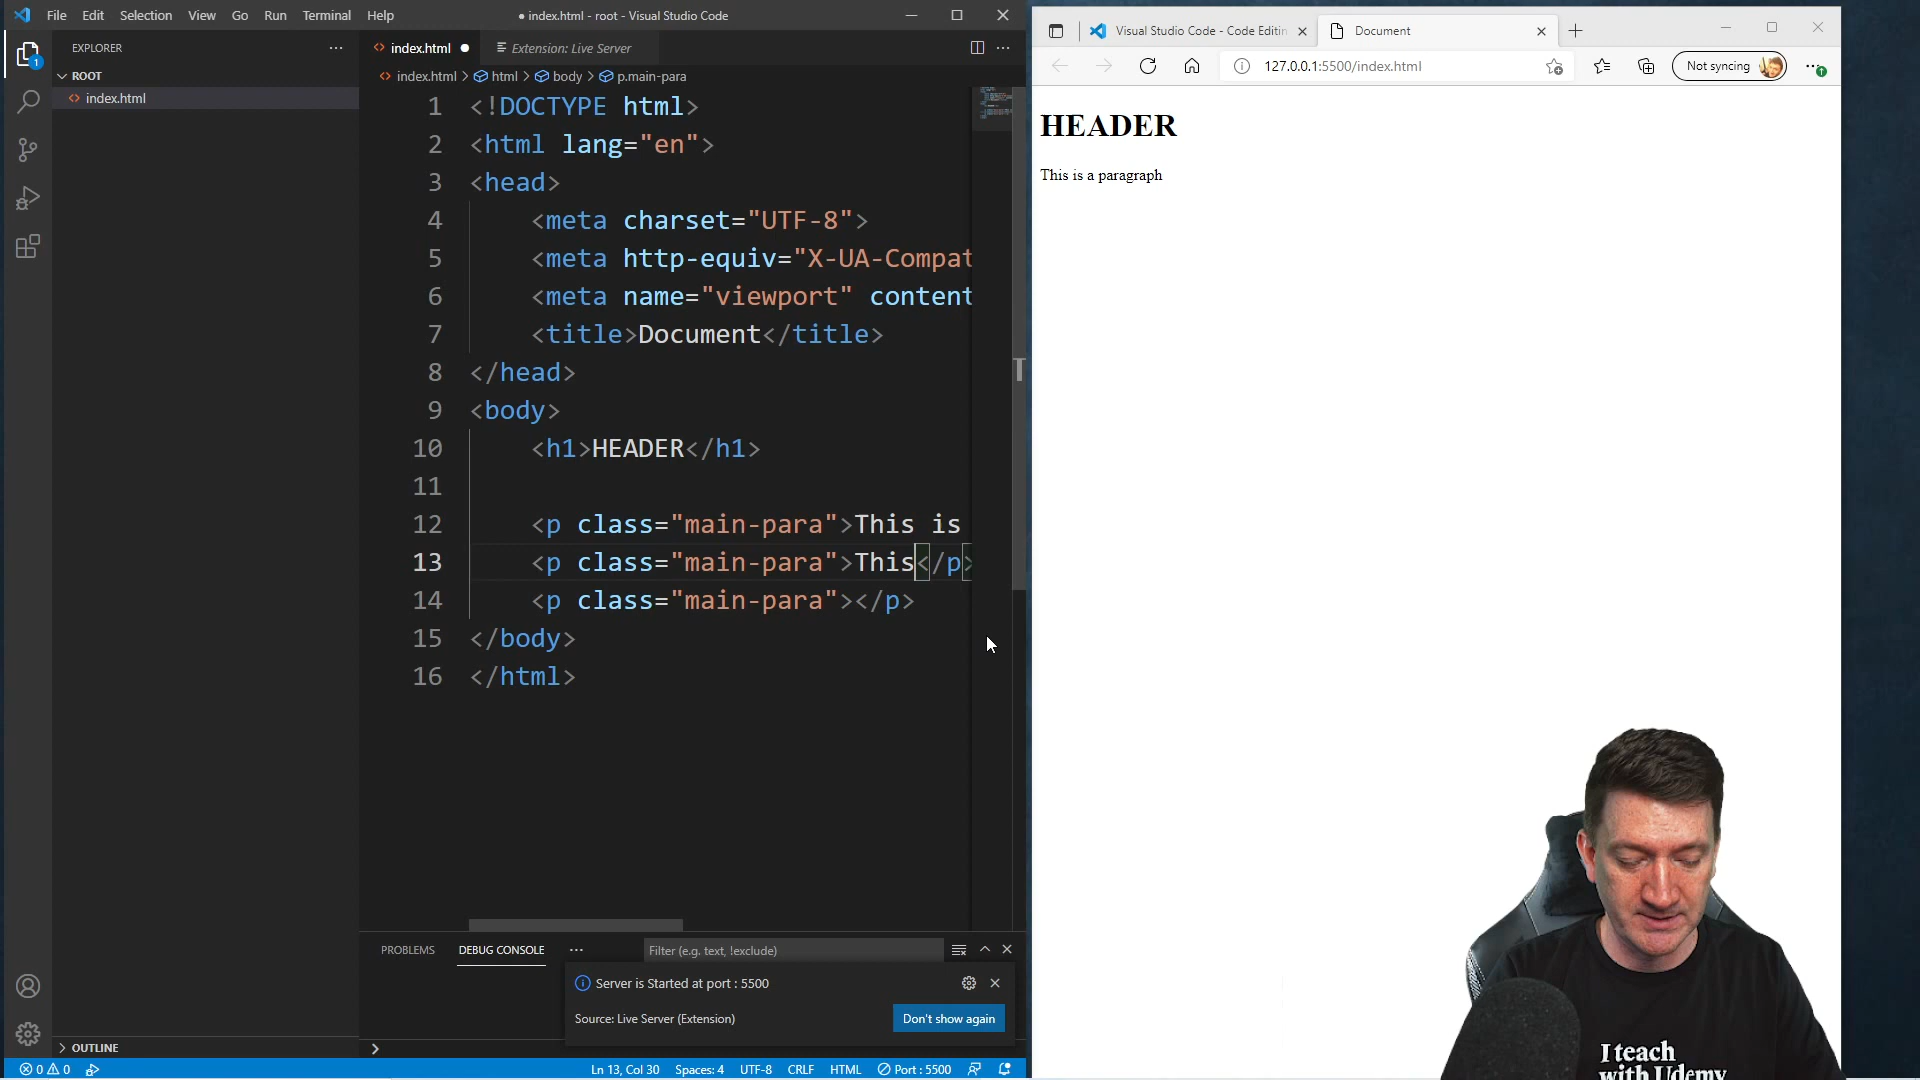 File Edit Selection View Go Run Terminal Help
● index.html - root - Visual Studio Code
EXPLORER
ROOT
index.html
OUTLINE
1
index.html
Extension: Live Server
index.html > html > body > p.main-para
1 <!DOCTYPE html>
2 <html lang="en">
3 <head>
4 <meta charset="UTF-8">
5 <meta http-equiv="X-UA-Compat
6 <meta name="viewport" content
7 <title>Document</title>
8 </head>
9 <body>
10 <h1>HEADER</h1>
11
12 <p class="main-para">This is
13 <p class="main-para">This</p>
14 <p class="main-para"></p>
15 </body>
16 </html>
PROBLEMS DEBUG CONSOLE
Filter (e.g. text, !exclude)
Server is Started at port : 5500
Source: Live Server (Extension)
Don't show again
0 0
Ln 13, Col 30 Spaces: 4 UTF-8 CRLF HTML Port : 5500
Visual Studio Code - Code Editin
Document
127.0.0.1:5500/index.html
Not syncing
HEADER
This is a paragraph
I teach
with Udemy